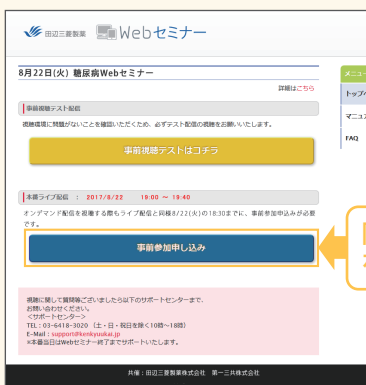 田辺三菱製薬 Webセミナー
8月22日(火) 糖尿病Webセミナー
詳細はこちら
事前視聴テスト配信
視聴環境に問題がないことを確認いただくため、必ずテスト配信の視聴をお願いいたします。
事前視聴テストはコチラ
本番ライブ配信 : 2017/8/22 19:00 ~ 19:40
オンデマンド配信を視聴する際もライブ配信と同様8/22(火)の18:30までに、事前参加申込みが必要
です。
事前参加申し込み
視聴に関して質問等ございましたら以下のサポートセンターまで、
お問い合わせください。
<サポートセンター>
TEL:03-6418-3020 (土・日・祝日を除く10時~18時)
E-Mail:support@kenkyuukai.jp
※本番当日はWebセミナー終了までサポートいたします。
メニュー
トップ
マニュ
FAQ
共催:田辺三菱製薬株式会社 第一三共株式会社